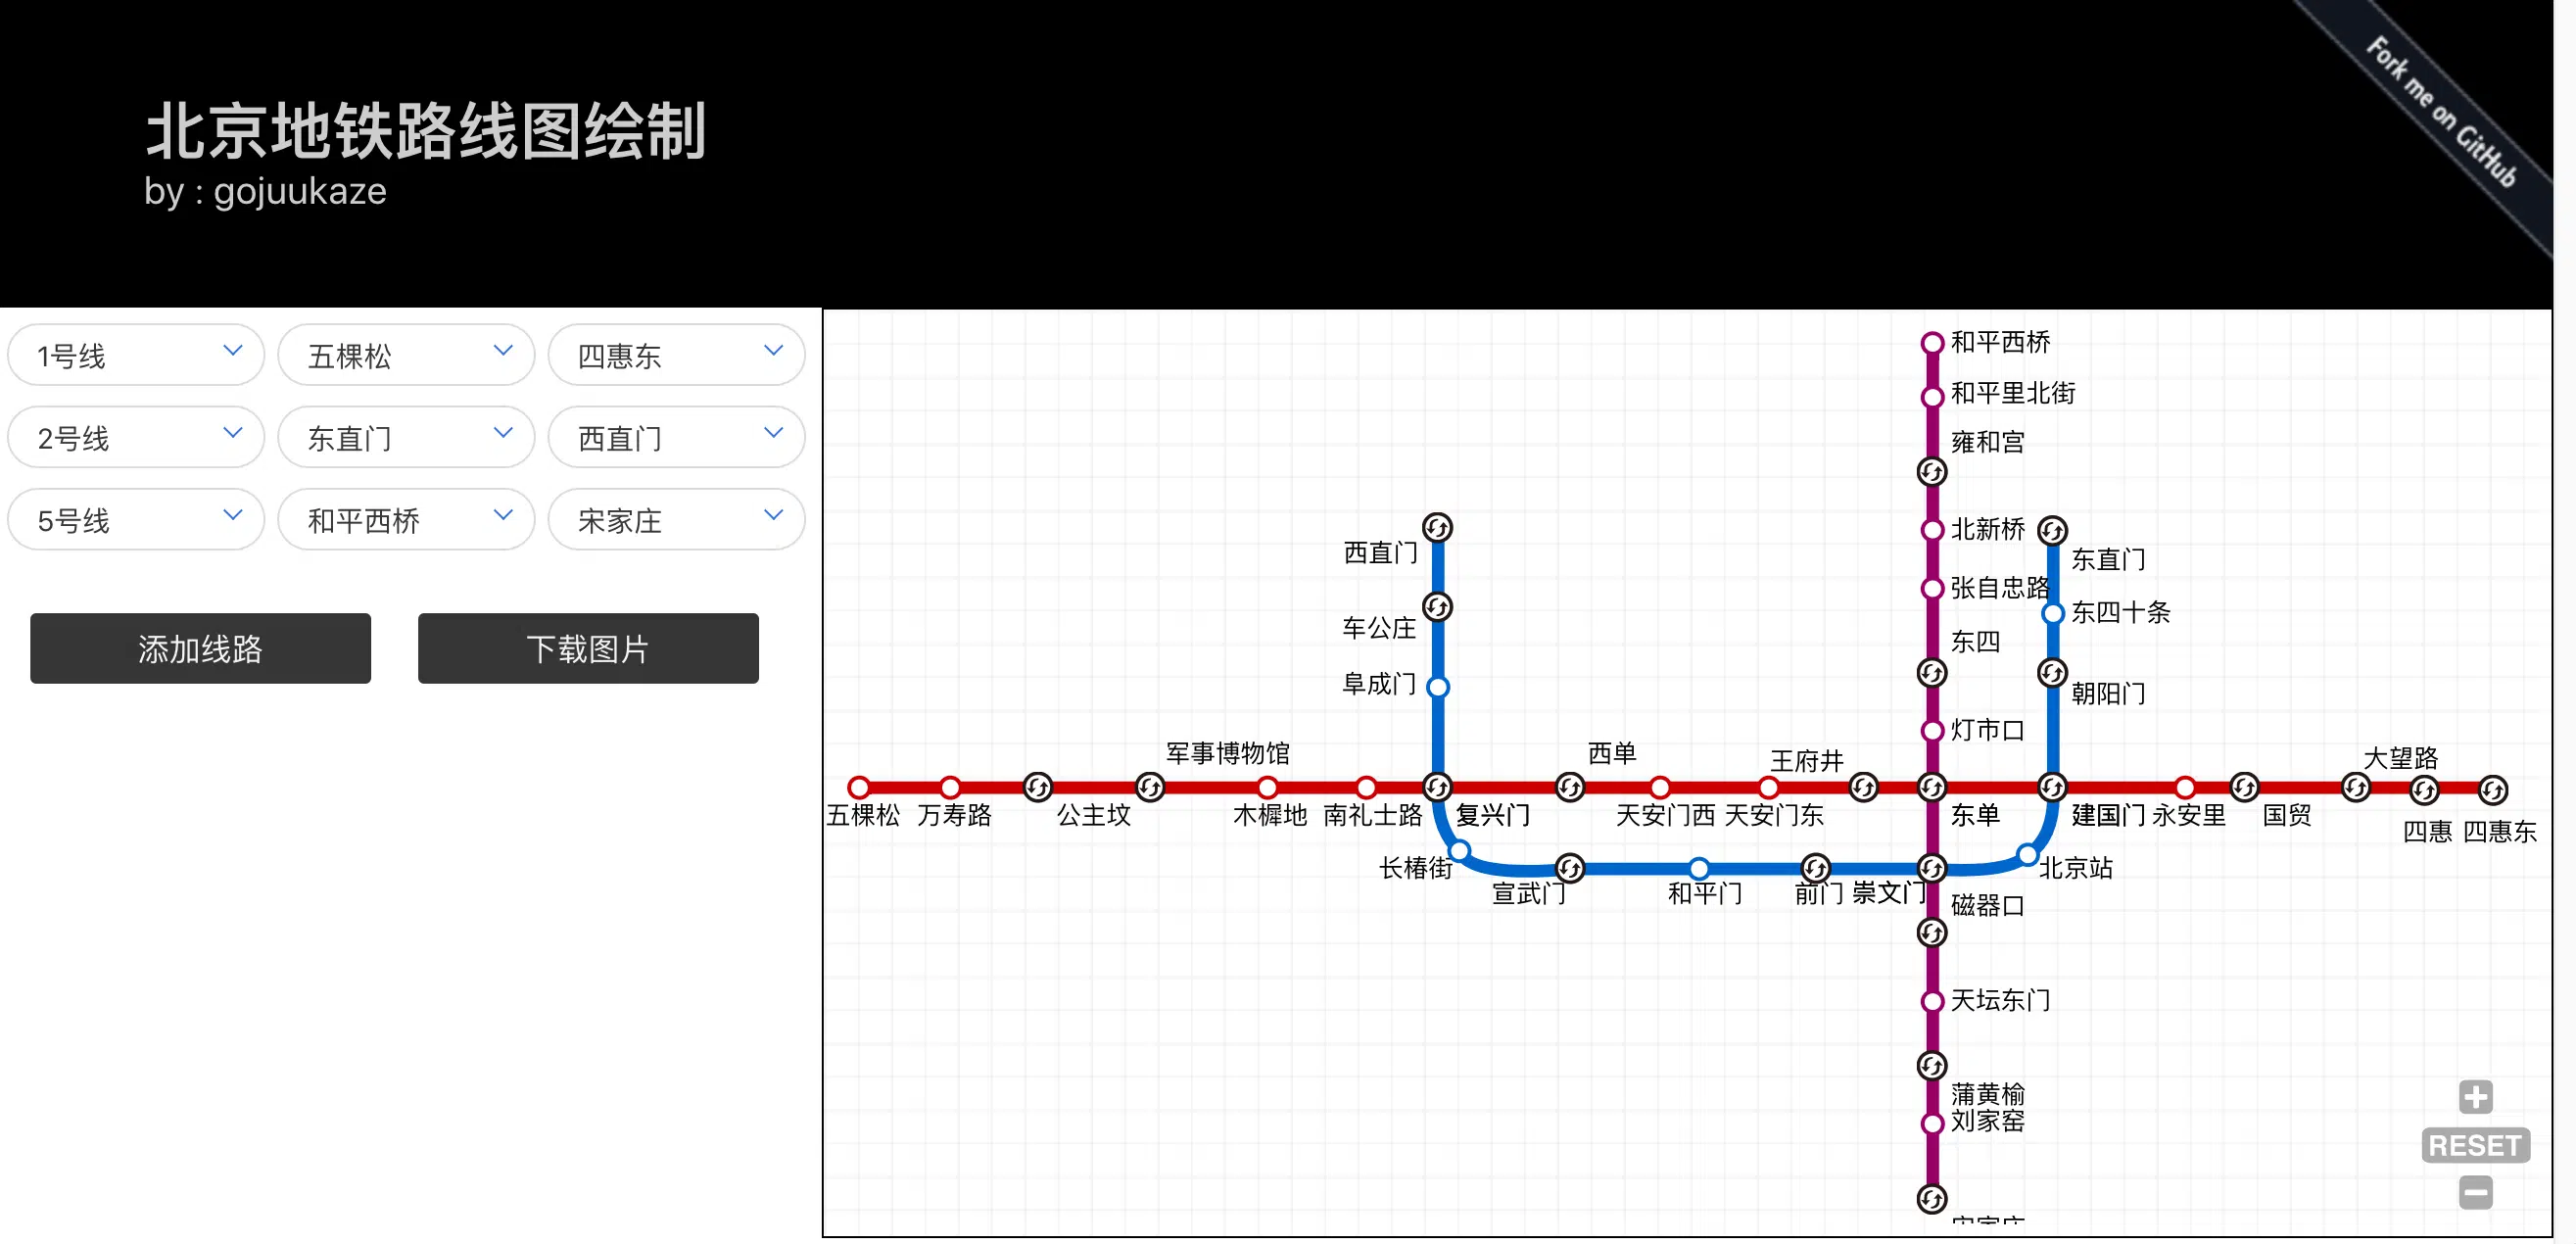 Fork me on GitHub
北京地铁路线图绘制
by : gojuukaze
1号线
五棵松
四惠东
2号线
东直门
西直门
5号线
和平西桥
宋家庄
添加线路
下载图片
和平西桥
和平里北街
雍和宫
北新桥
西直门
东直门
张自忠路
东四十条
车公庄
东四
阜成门
朝阳门
灯市口
军事博物馆
西单
王府井
大望路
五棵松
万寿路
公主坟
木樨地
南礼士路
复兴门
天安门西
天安门东
东单
建国门
永安里
国贸
四惠
四惠东
长椿街
北京站
宣武门
和平门
前门
崇文门
磁器口
天坛东门
蒲黄榆
刘家窑
RESET